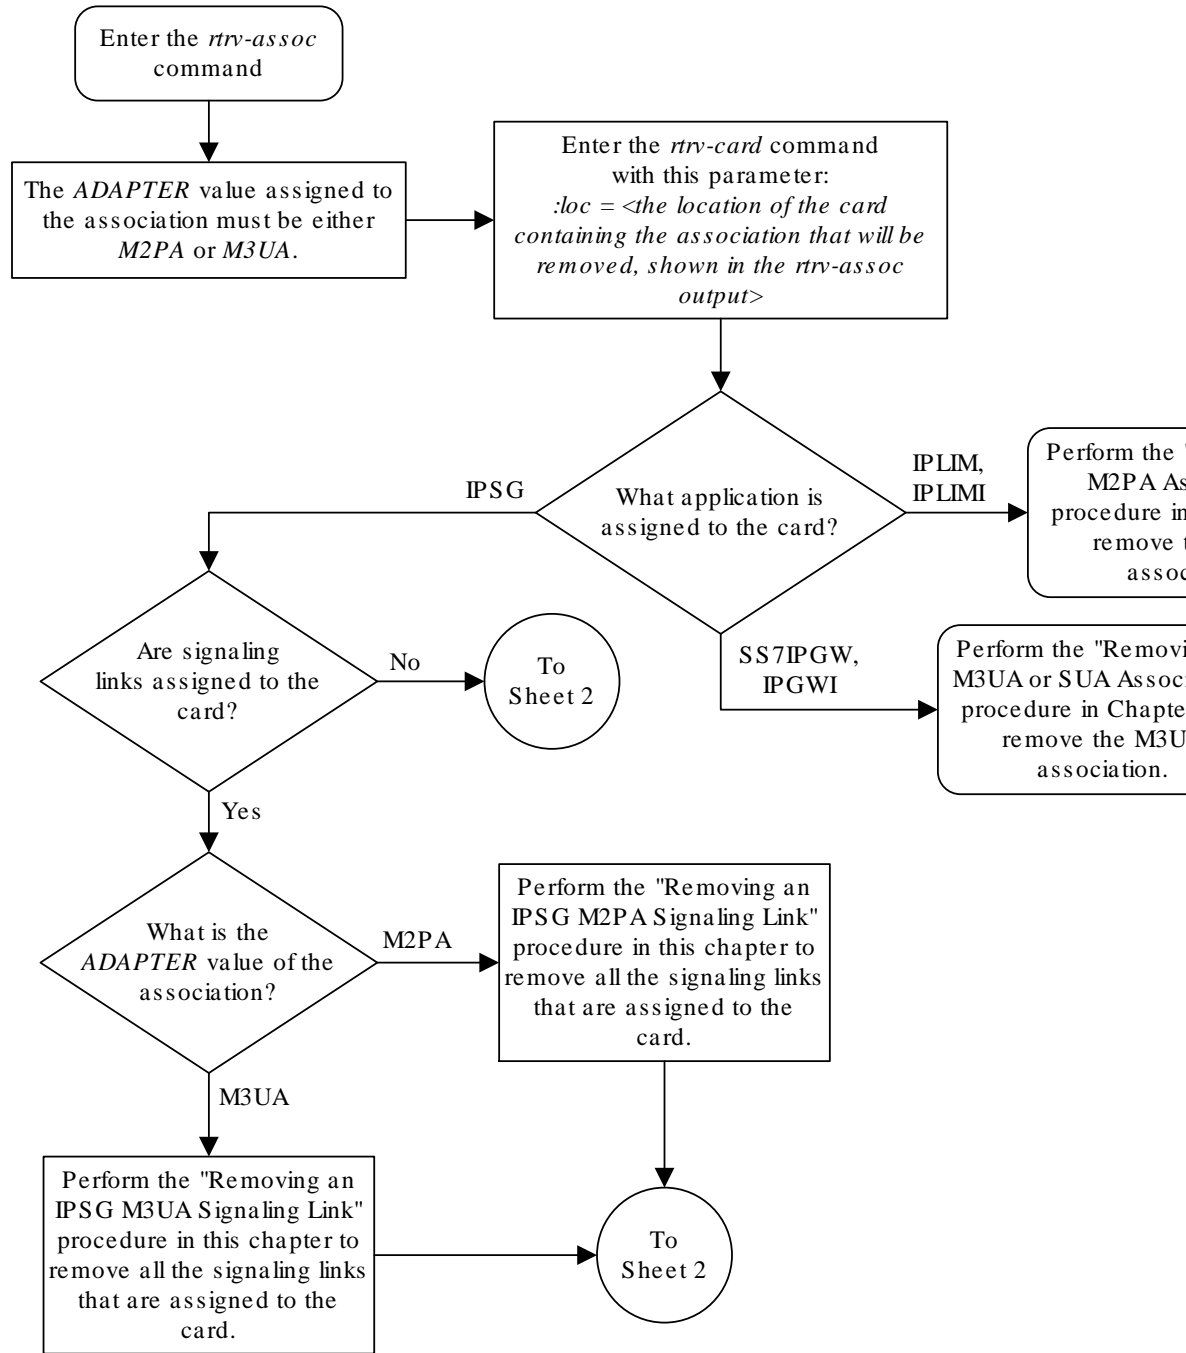 Enter the rtrv-assoc
command
The ADAPTER value assigned to
the association must be either
M2PA or M3UA.
Enter the rtrv-card command
with this parameter:
:loc = <the location of the card
containing the association that will be
removed, shown in the rtrv-assoc
output>
What application is
assigned to the card?
IPSG
IPLIM,
IPLIMI
Perform the "
M2PA As
procedure in
remove
assoc
SS7IPGW,
IPGWI
Perform the "Removi
M3UA or SUA Assoc
procedure in Chapte
remove the M3U
association.
Are signaling
links assigned to the
card?
No
To
Sheet 2
Yes
What is the
ADAPTER value of the
association?
M2PA
Perform the "Removing an
IPSG M2PA Signaling Link"
procedure in this chapter to
remove all the signaling links
that are assigned to the
card.
M3UA
Perform the "Removing an
IPSG M3UA Signaling Link"
procedure in this chapter to
remove all the signaling links
that are assigned to the
card.
To
Sheet 2